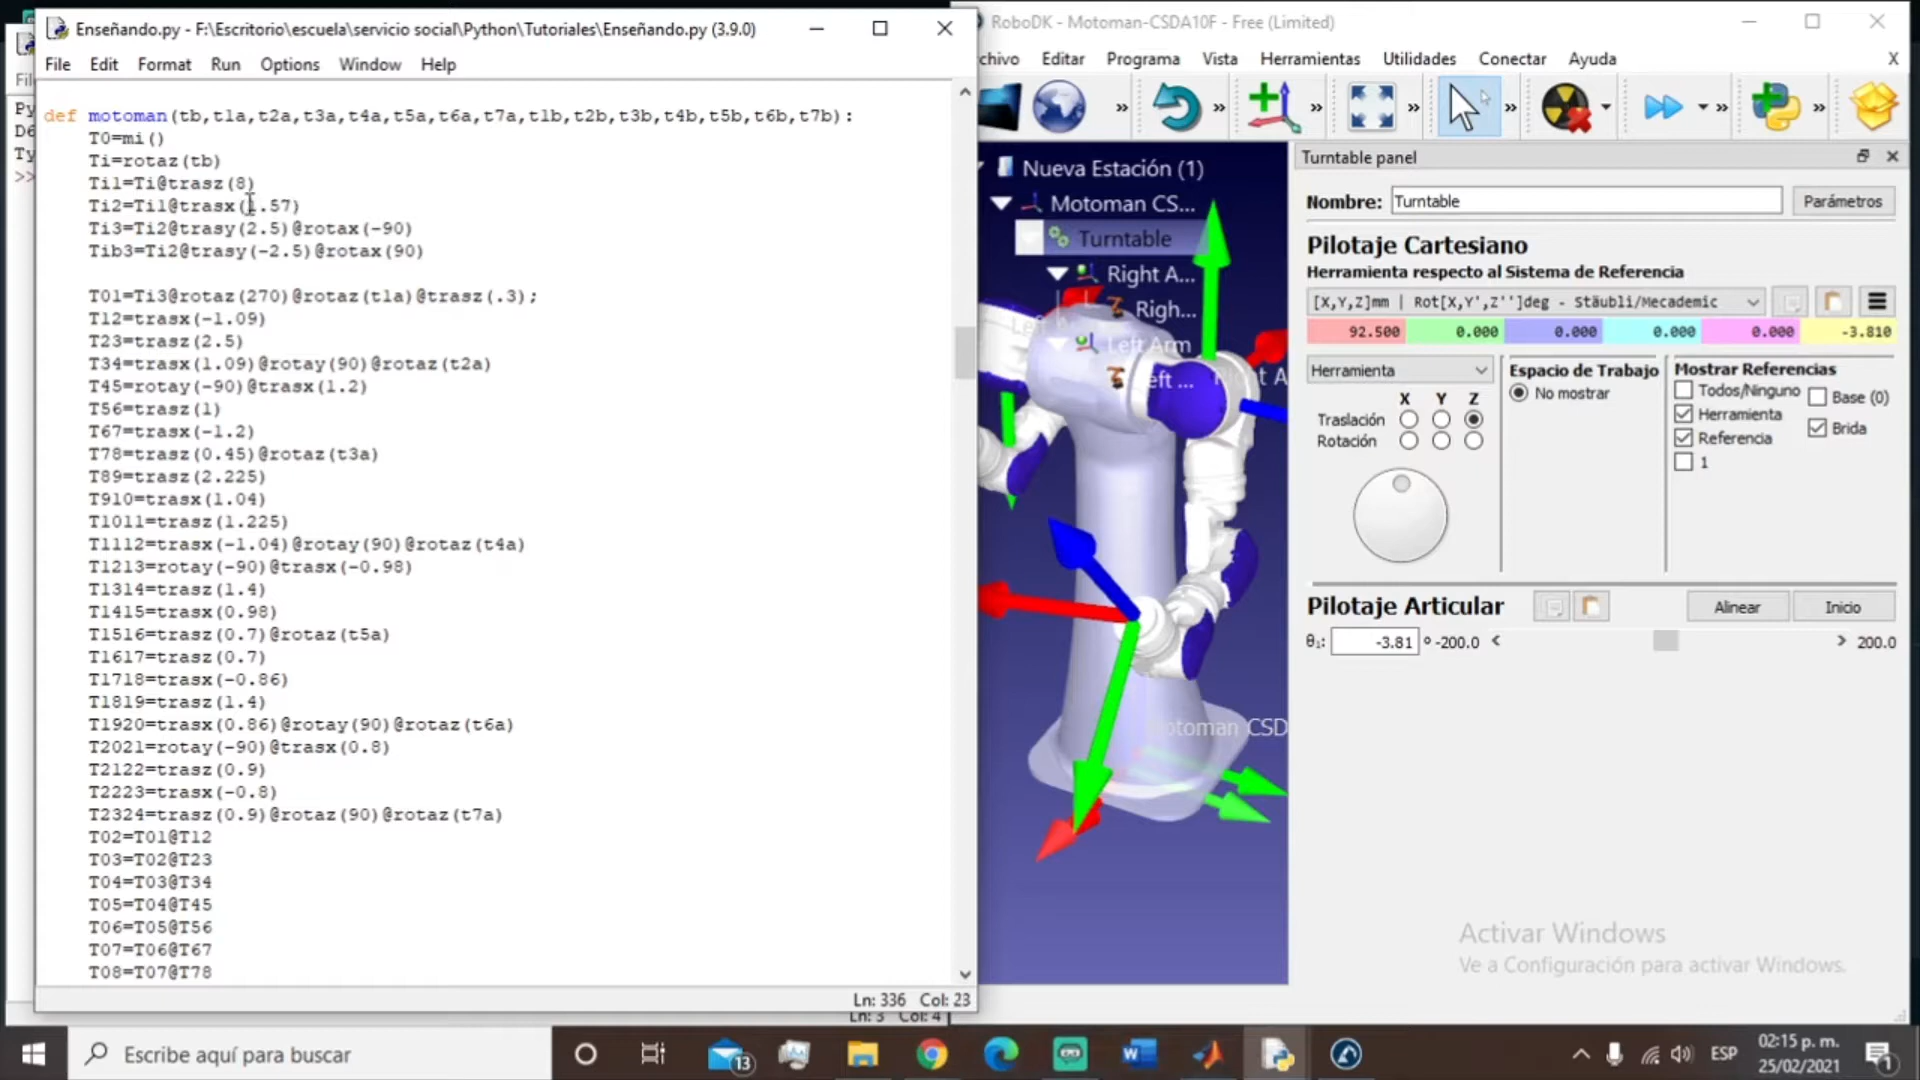 Enseñando.py - F:\Escritorio\escuela\servicio social\Python\Tutoriales\Enseñando.py (3.9.0)
File Edit Format Run Options Window Help
def motoman(tb,t1a,t2a,t3a,t4a,t5a,t6a,t7a,t1b,t2b,t3b,t4b,t5b,t6b,t7b):
T0=mi()
Ti=rotaz(tb)
Ti1=Ti@trasz(8)
Ti2=Ti1@trasx(1.57)
Ti3=Ti2@trasy(2.5)@rotax(-90)
Tib3=Ti2@trasy(-2.5)@rotax(90)
T01=Ti3@rotaz(270)@rotaz(t1a)@trasz(.3);
T12=trasx(-1.09)
T23=trasz(2.5)
T34=trasx(1.09)@rotay(90)@rotaz(t2a)
T45=rotay(-90)@trasx(1.2)
T56=trasz(1)
T67=trasx(-1.2)
T78=trasz(0.45)@rotaz(t3a)
T89=trasz(2.225)
T910=trasx(1.04)
T1011=trasz(1.225)
T1112=trasx(-1.04)@rotay(90)@rotaz(t4a)
T1213=rotay(-90)@trasx(-0.98)
T1314=trasz(1.4)
T1415=trasx(0.98)
T1516=trasz(0.7)@rotaz(t5a)
T1617=trasz(0.7)
T1718=trasx(-0.86)
T1819=trasz(1.4)
T1920=trasx(0.86)@rotay(90)@rotaz(t6a)
T2021=rotay(-90)@trasx(0.8)
T2122=trasz(0.9)
T2223=trasx(-0.8)
T2324=trasz(0.9)@rotaz(90)@rotaz(t7a)
T02=T01@T12
T03=T02@T23
T04=T03@T34
T05=T04@T45
T06=T05@T56
T07=T06@T67
T08=T07@T78
Ln: 336 Col: 23
Ln: 3 Col: 4
Fil
Py
D6
Ty
>>
RoboDK - Motoman-CSDA10F - Free (Limited)
chivo Editar Programa Vista Herramientas Utilidades Conectar Ayuda X
Nueva Estación (1)
Motoman CS...
Turntable
Right A...
Righ...
Left Arm
Left ...
Right A
Motoman CSD
Turntable panel
Nombre: Turntable Parámetros
Pilotaje Cartesiano
Herramienta respecto al Sistema de Referencia
[X,Y,Z]mm | Rot[X,Y',Z'']deg - Stäubli/Mecademic
92.500 0.000 0.000 0.000 0.000 -3.810
Herramienta
X Y Z
Traslación
Rotación
Espacio de Trabajo
No mostrar
Mostrar Referencias
Todos/Ninguno Base (0)
Herramienta
Brida
Referencia
1
Pilotaje Articular Alinear Inicio
θ1: -3.81 ° -200.0 < > 200.0
Activar Windows
Ve a Configuración para activar Windows.
Escribe aquí para buscar
13
ESP
02:15 p. m.
25/02/2021
1